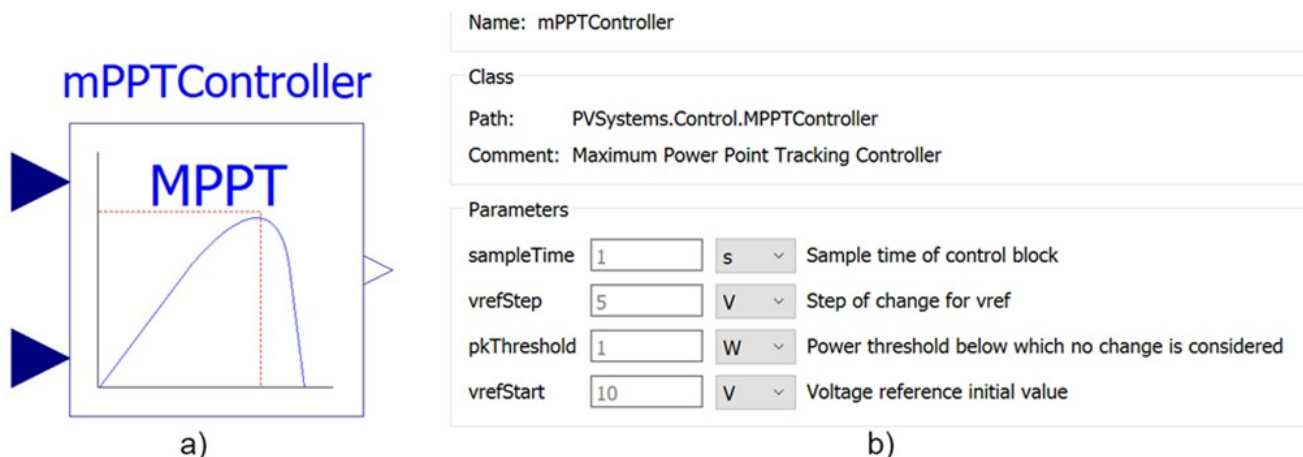 mPPTController
MPPT
a)
Name: mPPTController
Class
Path: PVSystems.Control.MPPTController
Comment: Maximum Power Point Tracking Controller
Parameters
sampleTime 1 s Sample time of control block
vrefStep 5 V Step of change for vref
pkThreshold 1 W Power threshold below which no change is considered
vrefStart 10 V Voltage reference initial value
b)